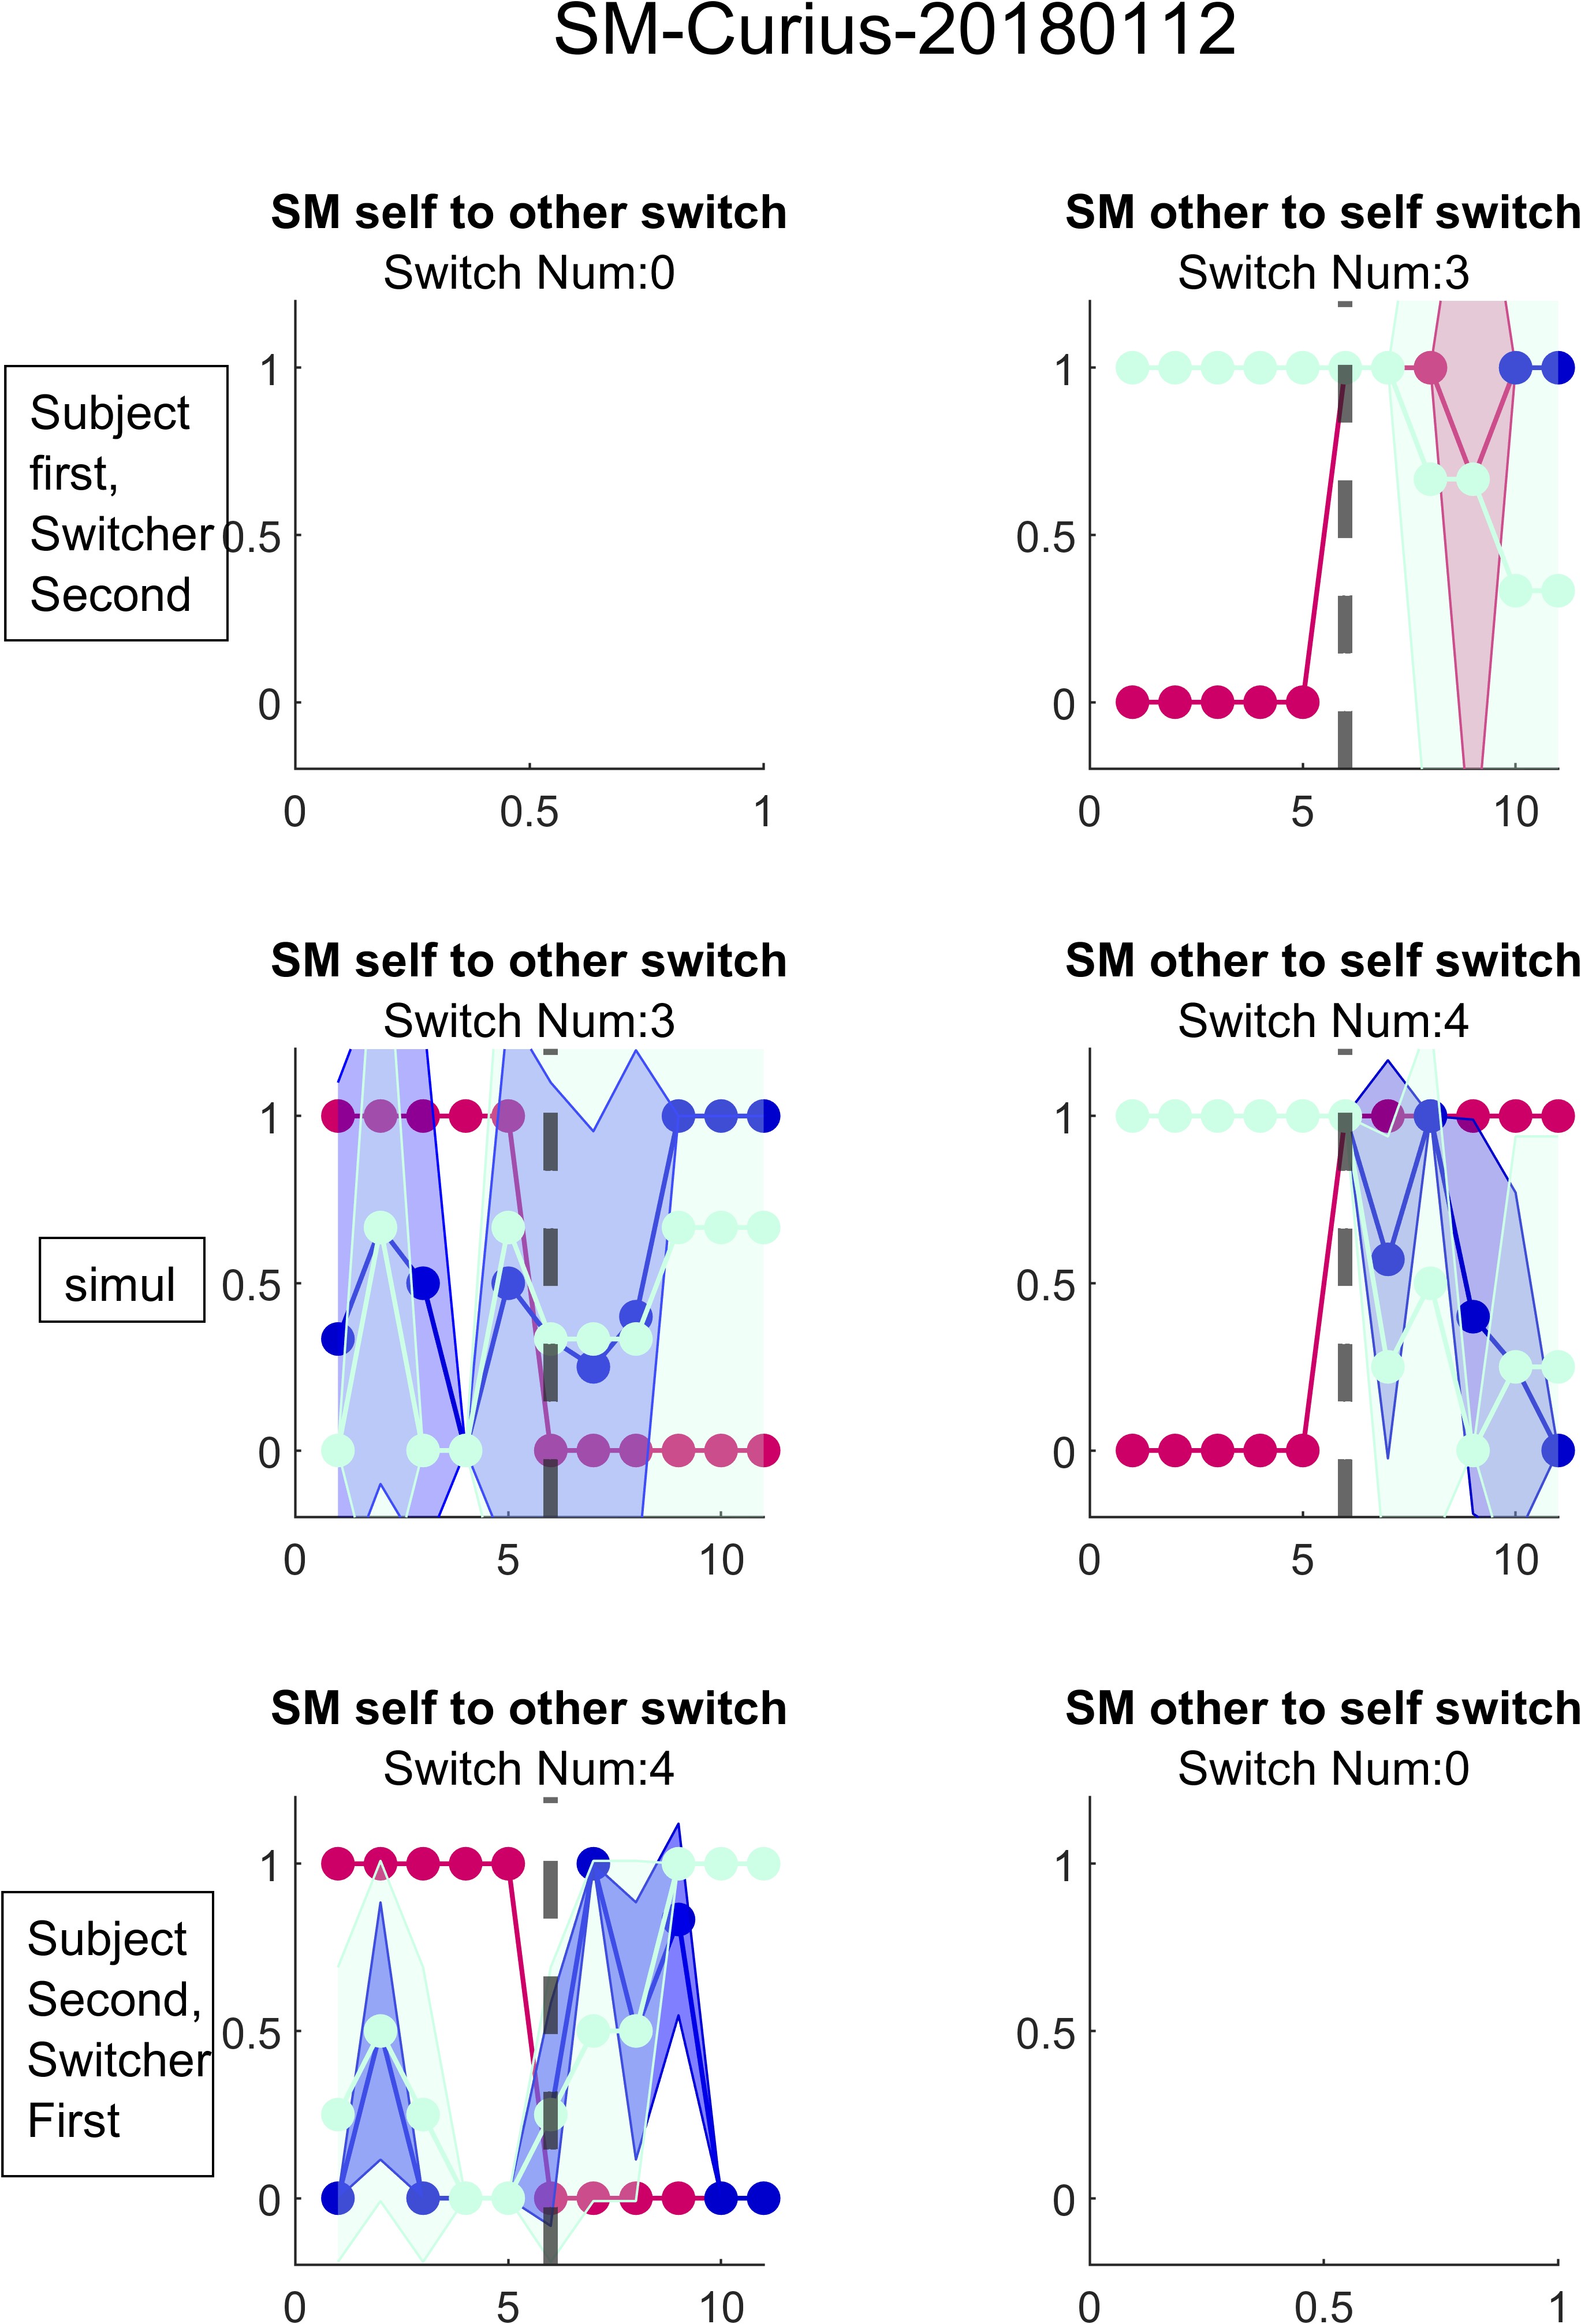 SM-Curius-20180112
SM self to other switch
Switch Num:0
SM other to self switch
Switch Num:3
Subject
first,
Switcher
Second
1
0.5
0
0
0.5
1
1
0.5
0
0
5
10
SM self to other switch
Switch Num:3
SM other to self switch
Switch Num:4
simul
1
0.5
0
0
5
10
1
0.5
0
0
5
10
SM self to other switch
Switch Num:4
SM other to self switch
Switch Num:0
Subject
Second,
Switcher
First
1
0.5
0
0
5
10
1
0.5
0
0
0.5
1